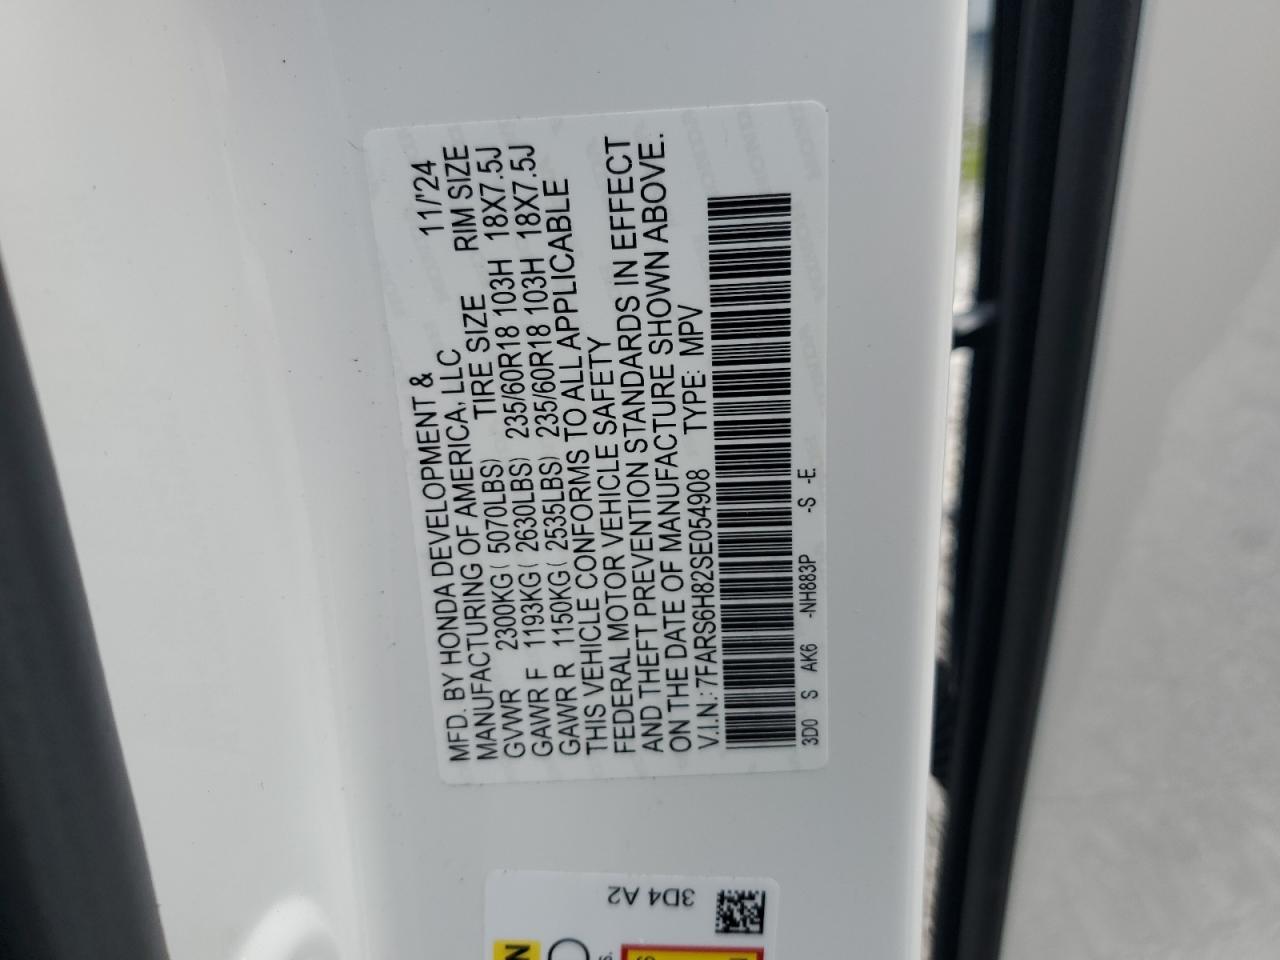 MFD. BY HONDA DEVELOPMENT & 11/'24
MANUFACTURING OF AMERICA, LLC
TIRE SIZE RIM SIZE
GVWR 2300KG( 5070LBS)
GAWR F 1193KG( 2630LBS) 235/60R18 103H 18X7.5J
GAWR R 1150KG( 2535LBS) 235/60R18 103H 18X7.5J
THIS VEHICLE CONFORMS TO ALL APPLICABLE
FEDERAL MOTOR VEHICLE SAFETY
AND THEFT PREVENTION STANDARDS IN EFFECT
ON THE DATE OF MANUFACTURE SHOWN ABOVE.
V.I.N.: 7FARS6H82SE054908 TYPE: MPV
3D0 S AK6 -NH883P -S -E
3D4 A2